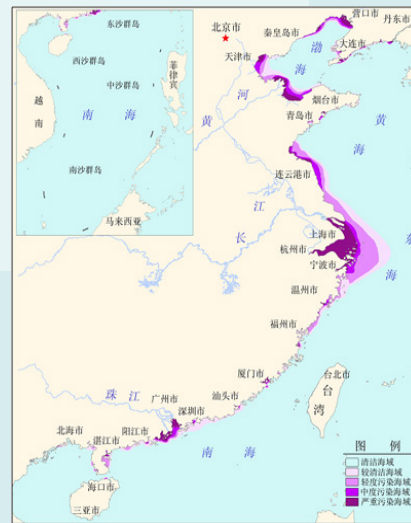 东沙群岛
西沙群岛
中沙群岛
菲律宾
越南
南海
南沙群岛
马来西亚
北京市
秦皇岛市
营口市
丹东市
天津市
渤海
大连市
烟台市
青岛市
黄河
黄海
连云港市
长江
上海市
杭州市
宁波市
东海
温州市
福州市
厦门市
台北市
台湾
珠江
广州市
深圳市
汕头市
北海市
阳江市
湛江市
海口市
三亚市
南海
图例
清洁海域
较清洁海域
轻度污染海域
中度污染海域
严重污染海域